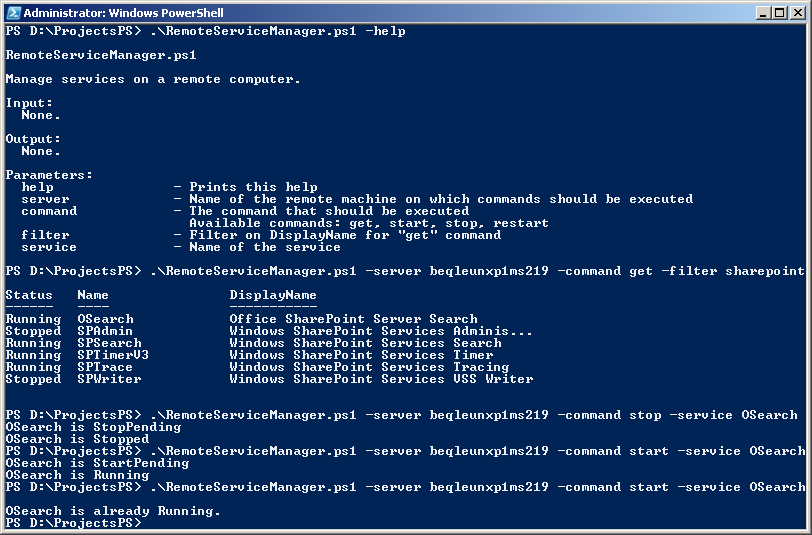 Administrator: Windows PowerShell
PS D:\ProjectsPS> .\RemoteServiceManager.ps1 -help
RemoteServiceManager.ps1
Manage services on a remote computer.
Input:
None.
Output:
None.
Parameters:
help - Prints this help
server - Name of the remote machine on which commands should be executed
command - The command that should be executed
Available commands: get, start, stop, restart
filter - Filter on DisplayName for "get" command
service - Name of the service
PS D:\ProjectsPS> .\RemoteServiceManager.ps1 -server beqleunxp1ms219 -command get -filter sharepoint
Status Name DisplayName
------ ---- -----------
Running OSearch Office SharePoint Server Search
Stopped SPAdmin Windows SharePoint Services Adminis...
Running SPSearch Windows SharePoint Services Search
Running SPTimerV3 Windows SharePoint Services Timer
Running SPTrace Windows SharePoint Services Tracing
Stopped SPWriter Windows SharePoint Services VSS Writer
PS D:\ProjectsPS> .\RemoteServiceManager.ps1 -server beqleunxp1ms219 -command stop -service OSearch
OSearch is StopPending
OSearch is Stopped
PS D:\ProjectsPS> .\RemoteServiceManager.ps1 -server beqleunxp1ms219 -command start -service OSearch
OSearch is StartPending
OSearch is Running
PS D:\ProjectsPS> .\RemoteServiceManager.ps1 -server beqleunxp1ms219 -command start -service OSearch
OSearch is already Running.
PS D:\ProjectsPS>